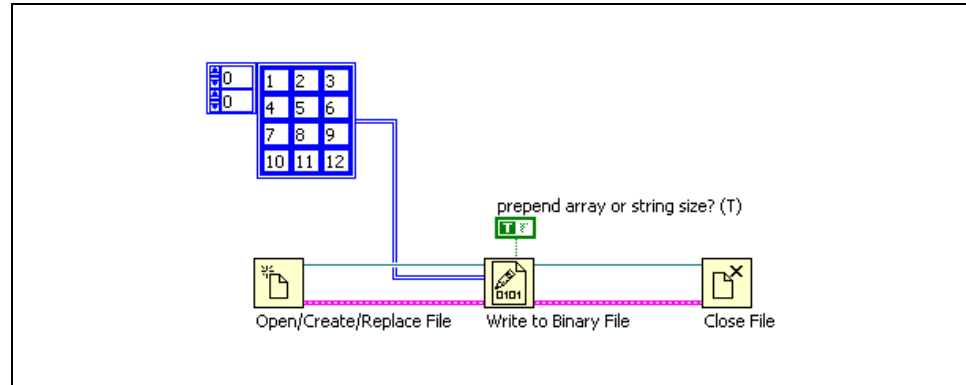 0
0
1 2 3
4 5 6
7 8 9
10 11 12
prepend array or string size? (T)
T
0101
Open/Create/Replace File
Write to Binary File
Close File